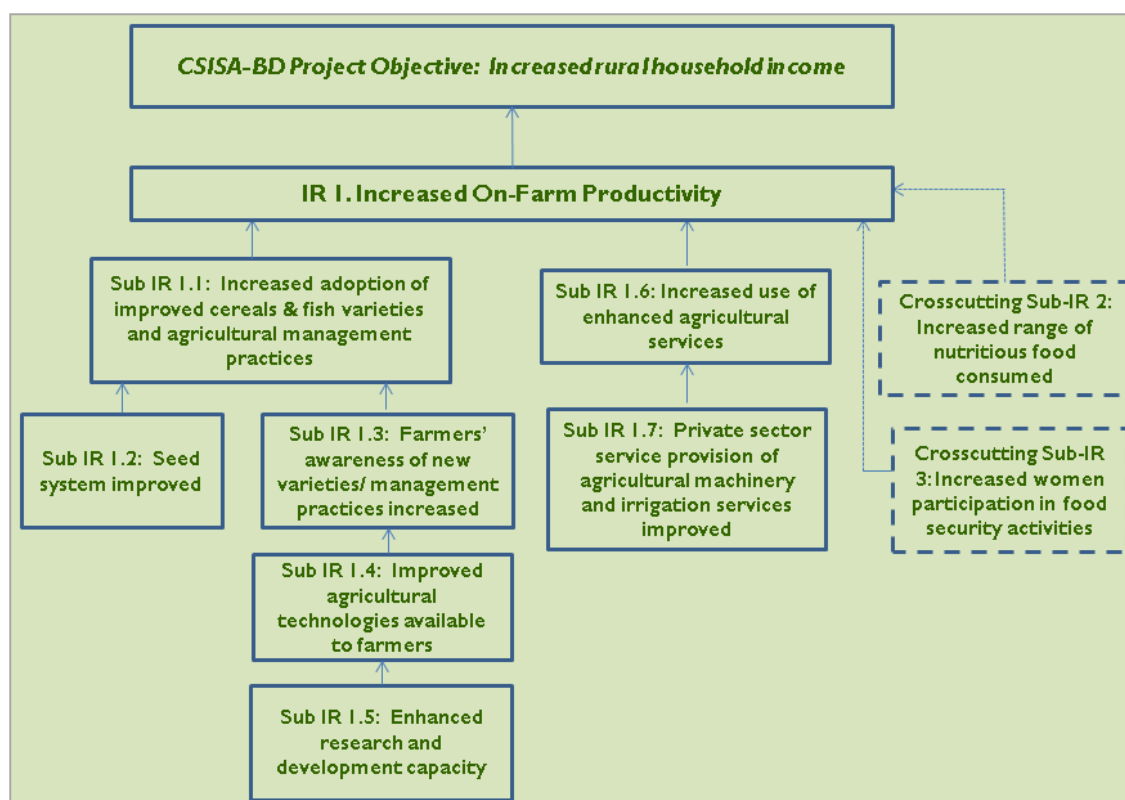 CSISA-BD Project Objective: Increased rural household income
IR 1. Increased On-Farm Productivity
Sub IR 1.1: Increased adoption of
improved cereals & fish varieties
and agricultural management
practices
Sub IR 1.6: Increased use of
enhanced agricultural
services
Crosscutting Sub-IR 2:
Increased range of
nutritious food
consumed
Sub IR 1.2: Seed
system improved
Sub IR 1.3: Farmers'
awareness of new
varieties/ management
practices increased
Sub IR 1.7: Private sector
service provision of
agricultural machinery
and irrigation services
improved
Crosscutting Sub-IR
3: Increased women
participation in food
security activities
Sub IR 1.4: Improved
agricultural
technologies available
to farmers
Sub IR 1.5: Enhanced
research and
development capacity